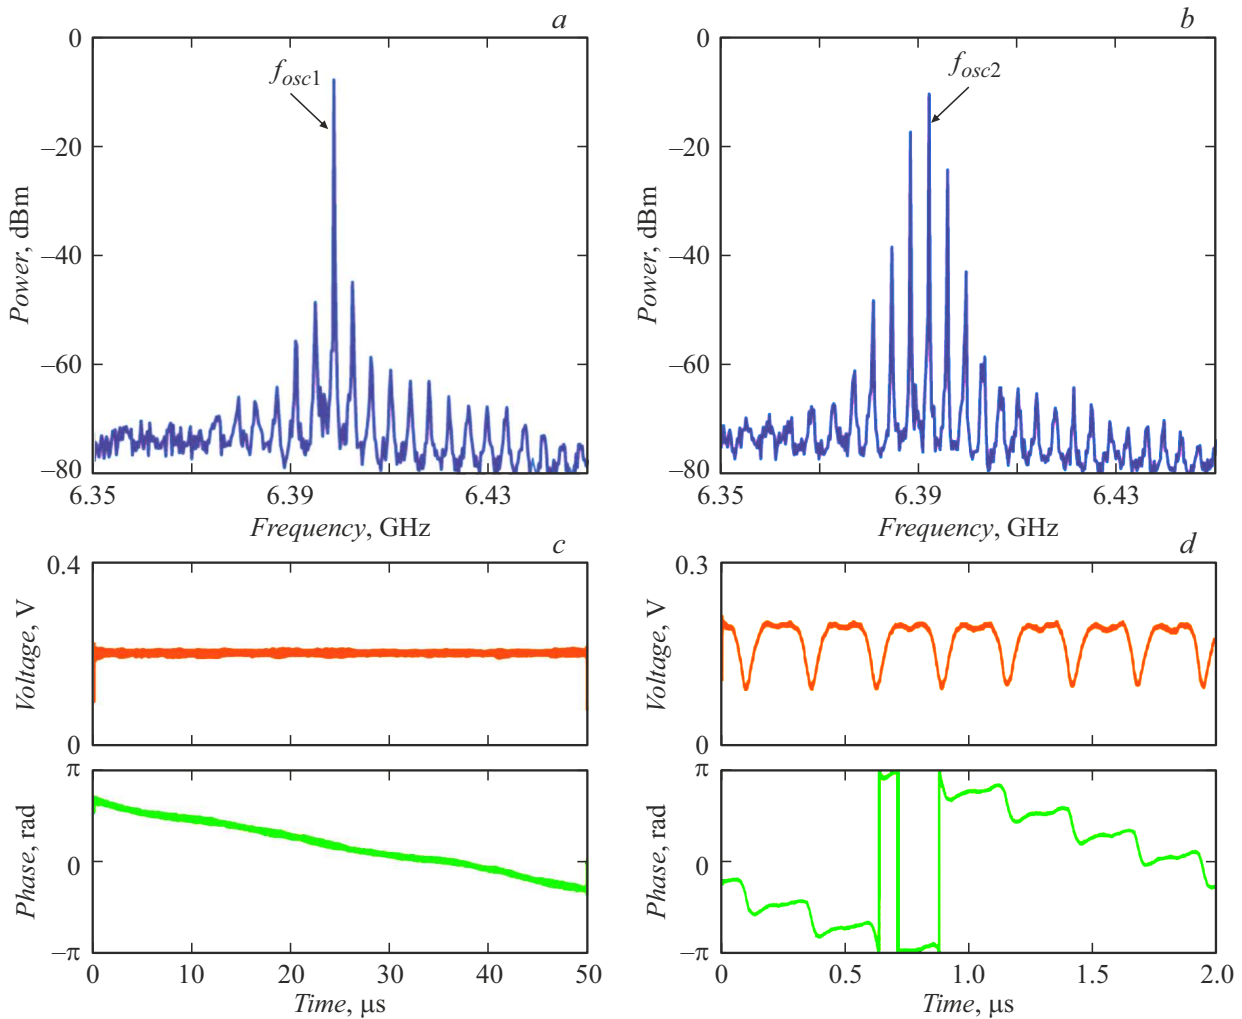 a
b
0
−20
−40
−60
−80
Power, dBm
fosc1
6.35
6.39
6.43
Frequency, GHz
0
−20
−40
−60
−80
Power, dBm
fosc2
6.35
6.39
6.43
Frequency, GHz
c
d
0.4
0
Voltage, V
0.3
0
Voltage, V
π
0
−π
Phase, rad
0
10
20
30
40
50
Time, μs
π
0
−π
Phase, rad
0
0.5
1.0
1.5
2.0
Time, μs